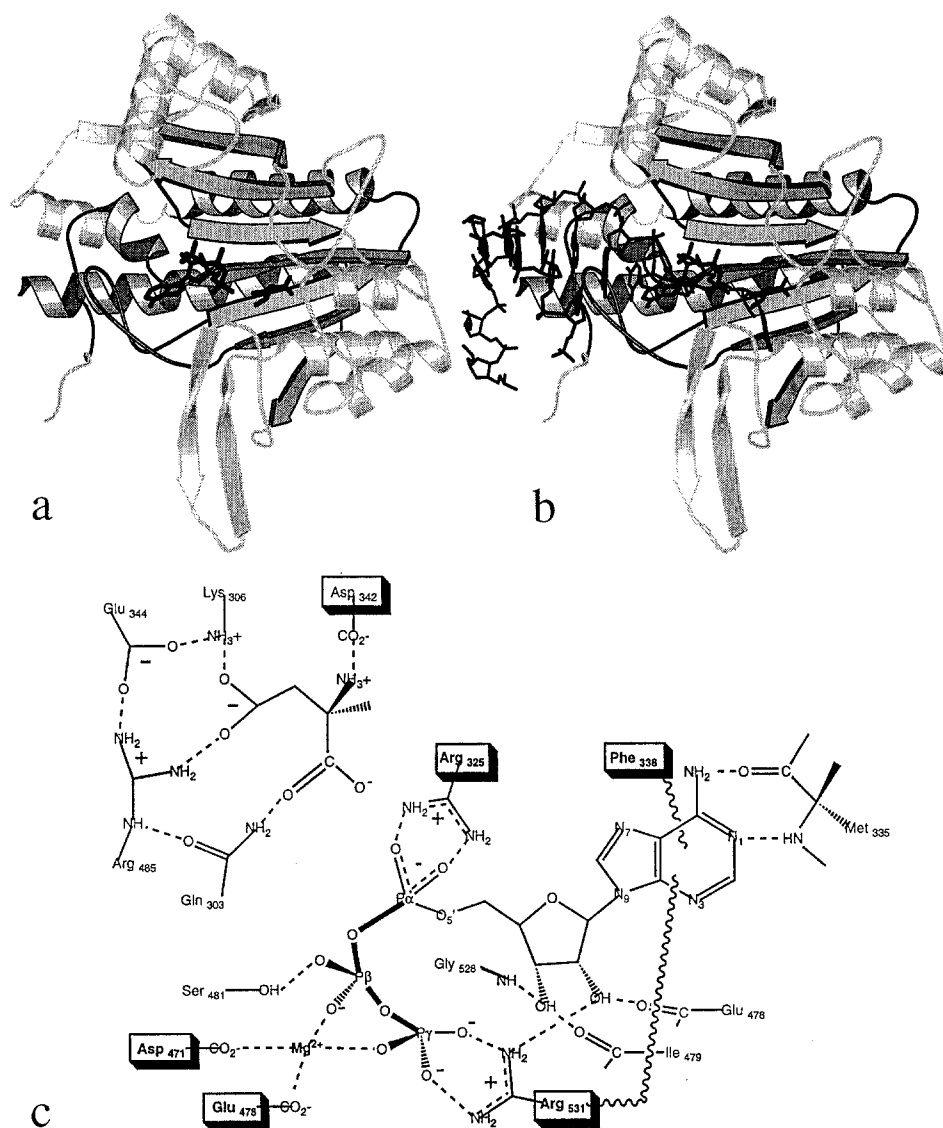 a
b
Glu 344
Lys 306
Asp 342
NH3+
CO2-
O
-
O
NH3+
O
-
O
NH2
+
NH2
C
O
O-
NH
NH2
O
Arg 485
Gln 303
Arg 325
NH2
+
NH2
O
-
O
Pα
O5'
Phe 338
NH2
O
N7
N1
HN
Met 335
N9
N3
O
O
Gly 528
NH
Ser 481
OH
O
Pβ
O-
O
OH
OH
O
Glu 478
Asp 471
CO2-
Mg2+
O
Pγ
O-
O-
NH2
O
Ile 479
+
Glu 478
CO2-
NH2
Arg 531
c